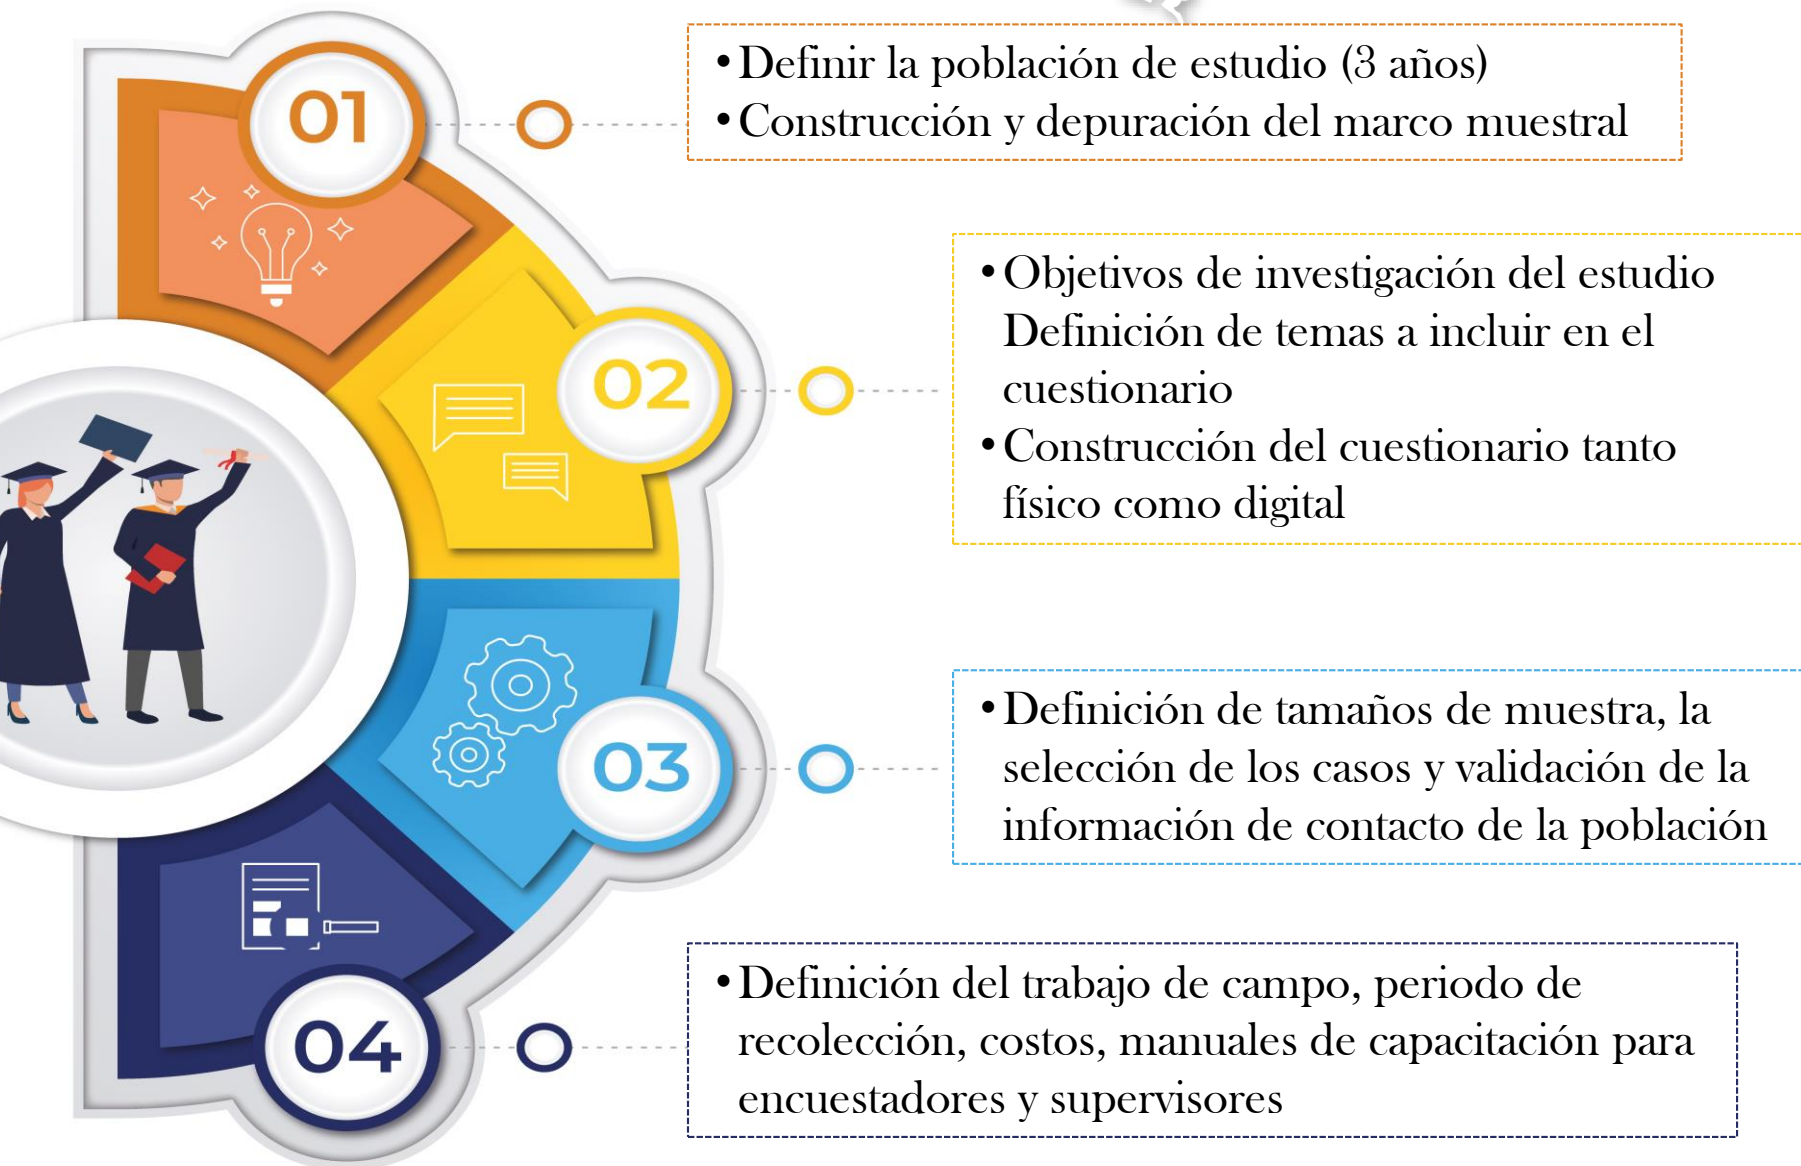 01
• Definir la población de estudio (3 años)
• Construcción y depuración del marco muestral
02
• Objetivos de investigación del estudio
Definición de temas a incluir en el
cuestionario
• Construcción del cuestionario tanto
físico como digital
03
• Definición de tamaños de muestra, la
selección de los casos y validación de la
información de contacto de la población
04
• Definición del trabajo de campo, periodo de
recolección, costos, manuales de capacitación para
encuestadores y supervisores